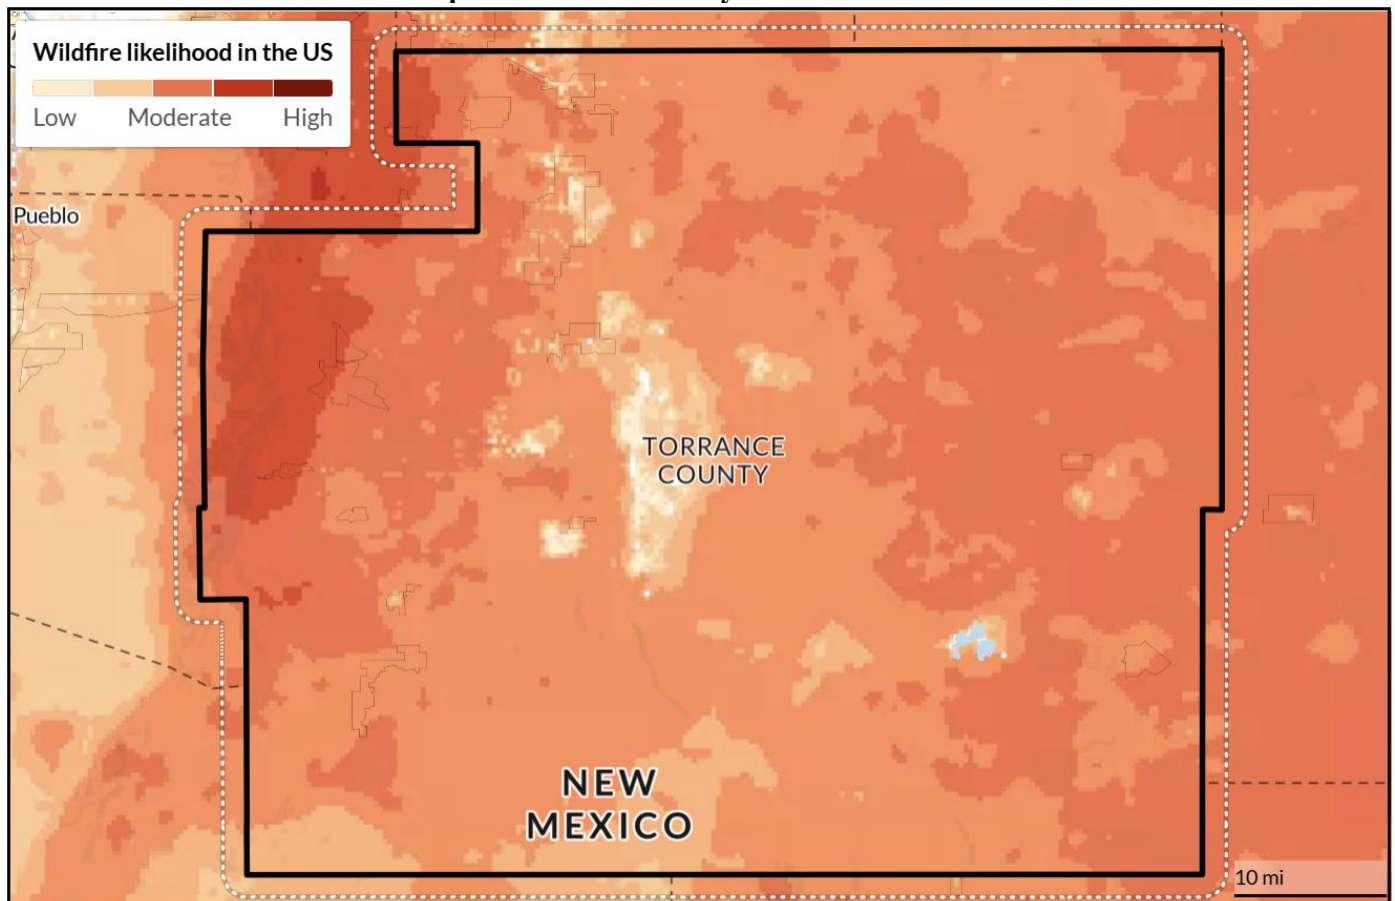 Wildfire likelihood in the US
Low Moderate High
Pueblo
TORRANCE
COUNTY
NEW
MEXICO
10 mi